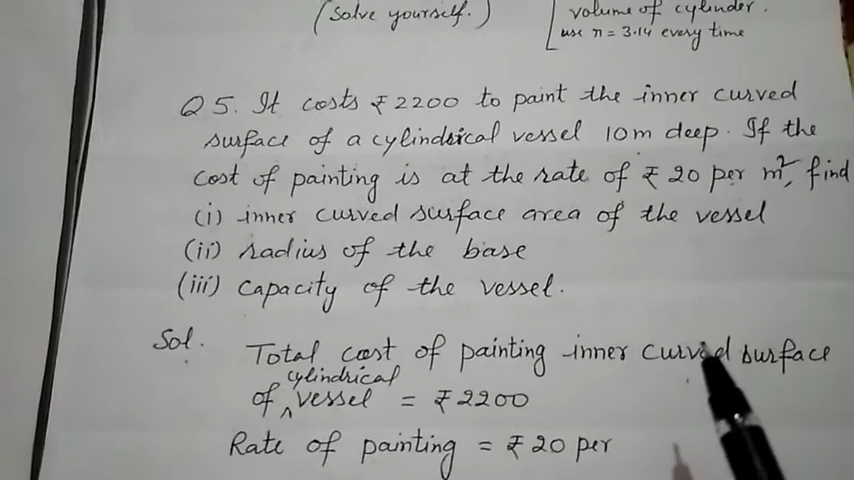 (Solve yourself.)
volume of cylinder.
use π = 3.14 every time
Q 5. It costs ₹ 2200 to paint the inner curved
surface of a cylindrical vessel 10m deep. If the
cost of painting is at the rate of ₹ 20 per m², find
(i) inner curved surface area of the vessel
(ii) radius of the base
(iii) capacity of the vessel.
Sol. Total cost of painting inner curved surface
of ^ cylindrical vessel = ₹2200
Rate of painting = ₹ 20 per